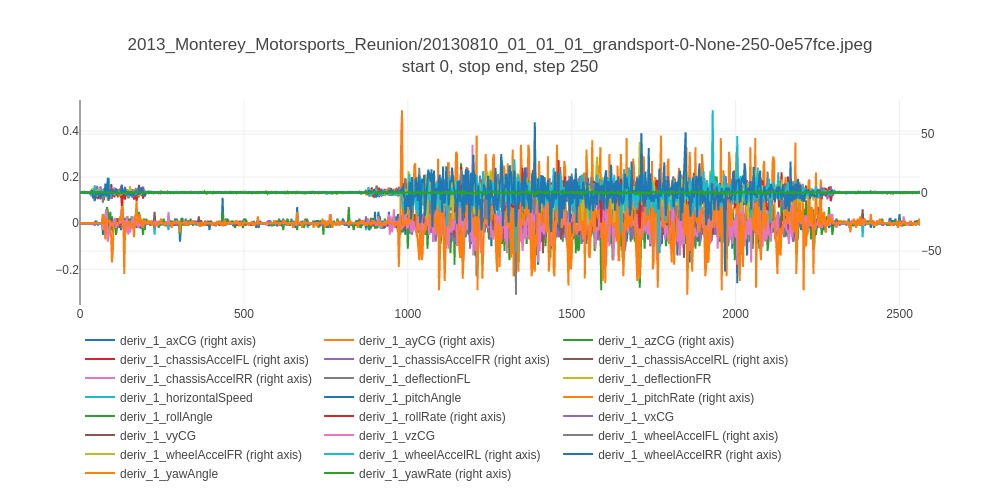 2013_Monterey_Motorsports_Reunion/20130810_01_01_01_grandsport-0-None-250-0e57fce.jpeg
start 0, stop end, step 250
0.4
0.2
0
−0.2
50
0
−50
0 500 1000 1500 2000 2500
deriv_1_axCG (right axis) deriv_1_ayCG (right axis) deriv_1_azCG (right axis)
deriv_1_chassisAccelFL (right axis) deriv_1_chassisAccelFR (right axis) deriv_1_chassisAccelRL (right axis)
deriv_1_chassisAccelRR (right axis) deriv_1_deflectionFL deriv_1_deflectionFR
deriv_1_horizontalSpeed deriv_1_pitchAngle deriv_1_pitchRate (right axis)
deriv_1_rollAngle deriv_1_rollRate (right axis) deriv_1_vxCG
deriv_1_vyCG deriv_1_vzCG deriv_1_wheelAccelFL (right axis)
deriv_1_wheelAccelFR (right axis) deriv_1_wheelAccelRL (right axis) deriv_1_wheelAccelRR (right axis)
deriv_1_yawAngle deriv_1_yawRate (right axis)